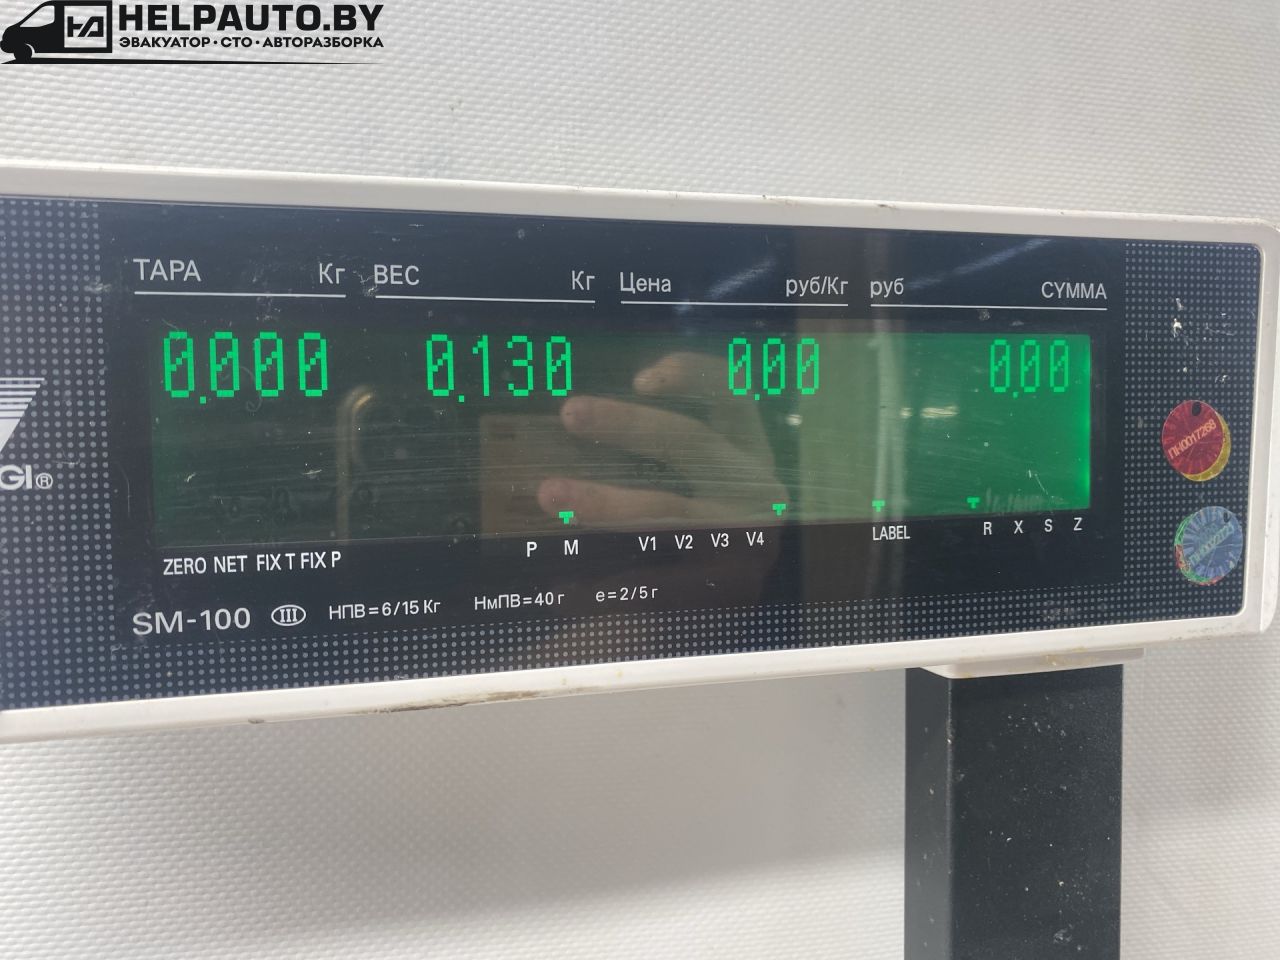 HELPAUTO.BY
ЭВАКУАТОР · СТО · АВТОРАЗБОРКА
ТАРА Кг ВЕС Кг Цена руб/Кг руб СУММА
0.000 0.130 0.00 0.00
GI®
ПН0017268
P M V1 V2 V3 V4 LABEL R X S Z
ZERO NET FIX T FIX P
SM-100 III НПВ=6/15 Кг НмПВ=40 г e=2/5 г